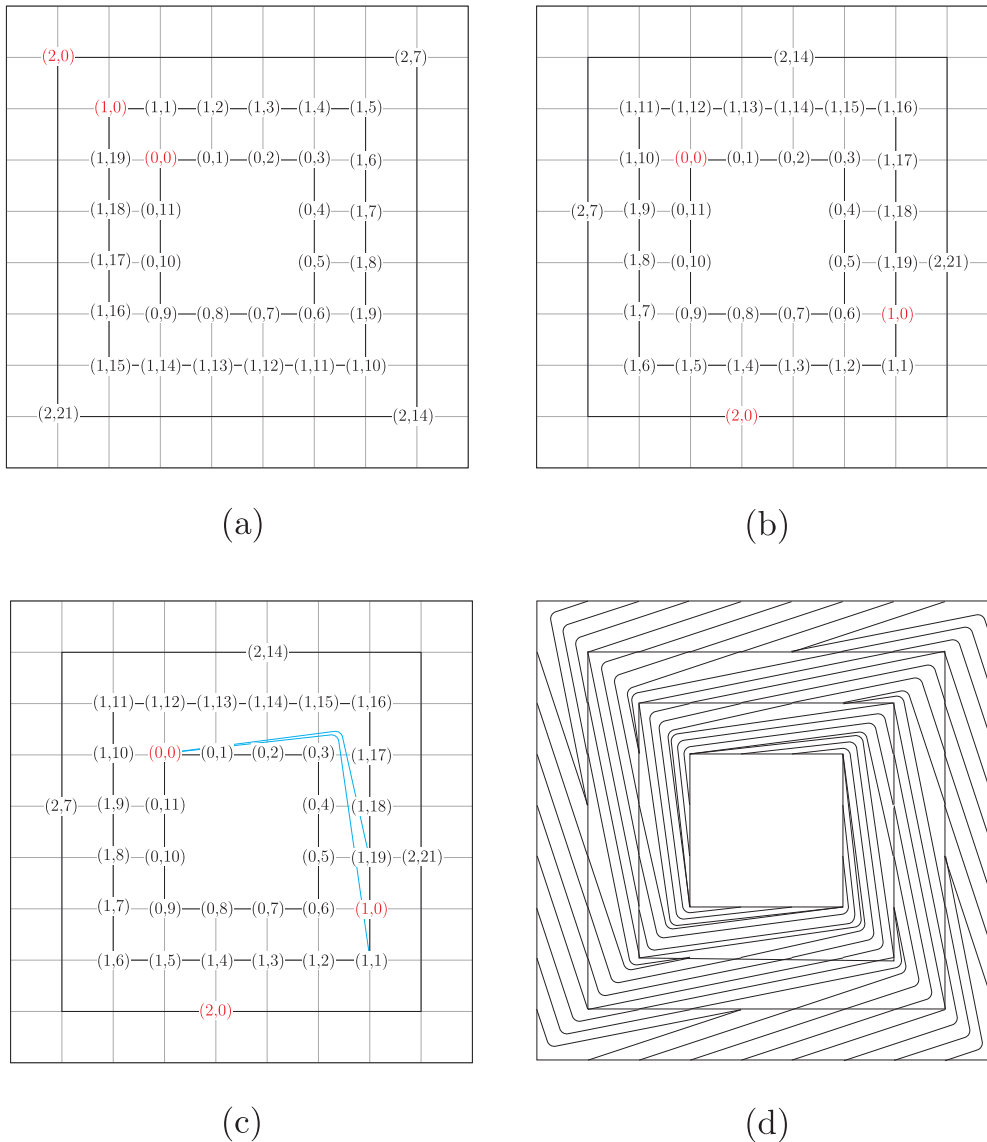 (2,0) (2,7)
(1,0) (1,1) (1,2) (1,3) (1,4) (1,5)
(1,19) (0,0) (0,1) (0,2) (0,3) (1,6)
(1,18) (0,11) (0,4) (1,7)
(1,17) (0,10) (0,5) (1,8)
(1,16) (0,9) (0,8) (0,7) (0,6) (1,9)
(1,15) (1,14) (1,13) (1,12) (1,11) (1,10)
(2,21) (2,14)
(a)
(2,14)
(1,11) (1,12) (1,13) (1,14) (1,15) (1,16)
(1,10) (0,0) (0,1) (0,2) (0,3) (1,17)
(2,7) (1,9) (0,11) (0,4) (1,18)
(1,8) (0,10) (0,5) (1,19) (2,21)
(1,7) (0,9) (0,8) (0,7) (0,6) (1,0)
(1,6) (1,5) (1,4) (1,3) (1,2) (1,1)
(2,0)
(b)
(2,14)
(1,11) (1,12) (1,13) (1,14) (1,15) (1,16)
(1,10) (0,0) (0,1) (0,2) (0,3) (1,17)
(2,7) (1,9) (0,11) (0,4) (1,18)
(1,8) (0,10) (0,5) (1,19) (2,21)
(1,7) (0,9) (0,8) (0,7) (0,6) (1,0)
(1,6) (1,5) (1,4) (1,3) (1,2) (1,1)
(2,0)
(c)
(d)